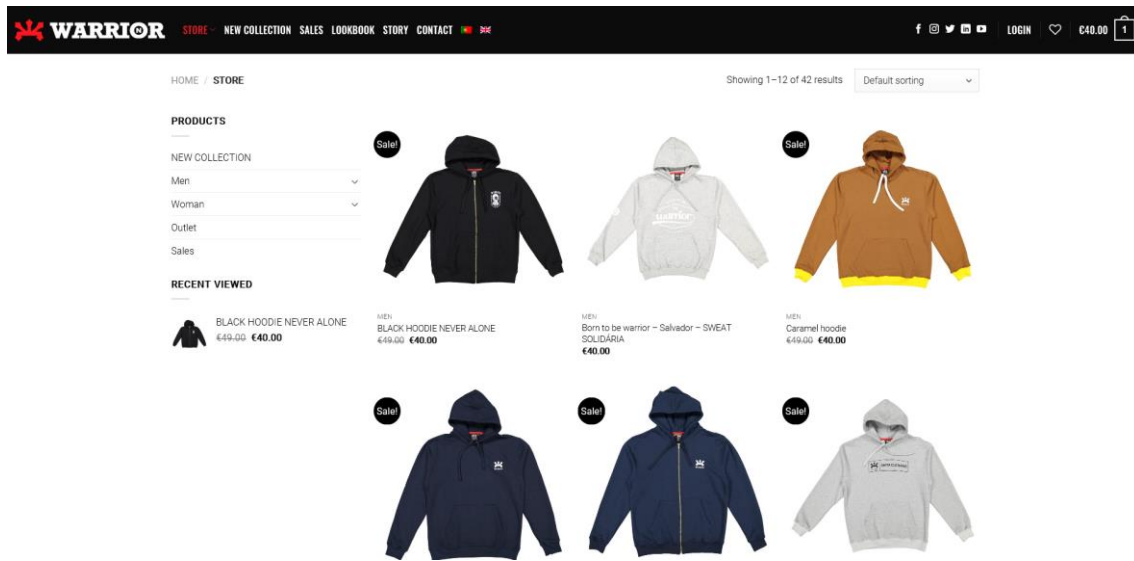 WARRIOR
STORE NEW COLLECTION SALES LOOKBOOK STORY CONTACT
LOGIN €40.00 1
HOME / STORE
Showing 1–12 of 42 results Default sorting
PRODUCTS
NEW COLLECTION
Men
Woman
Outlet
Sales
RECENT VIEWED
BLACK HOODIE NEVER ALONE
€49.00 €40.00
Sale!
Sale!
warrior
MEN
BLACK HOODIE NEVER ALONE
€49.00 €40.00
MEN
Born to be warrior – Salvador – SWEAT
SOLIDÁRIA
€40.00
MEN
Caramel hoodie
€49.00 €40.00
Sale!
Sale!
Sale!